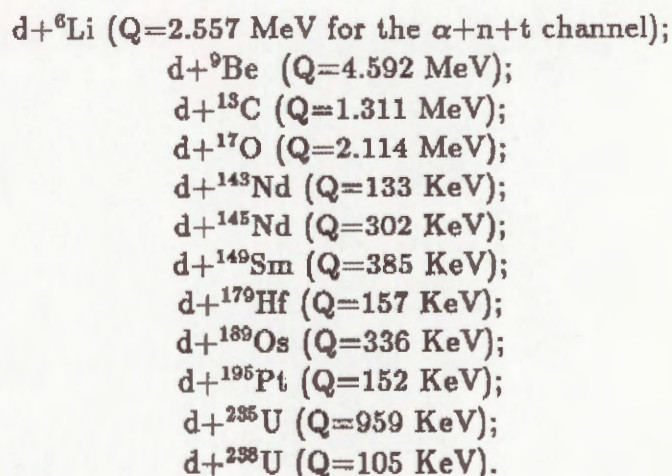 d+⁶Li (Q=2.557 MeV for the α+n+t channel);
d+⁹Be (Q=4.592 MeV);
d+¹³C (Q=1.311 MeV);
d+¹⁷O (Q=2.114 MeV);
d+¹⁴³Nd (Q=133 KeV);
d+¹⁴⁵Nd (Q=302 KeV);
d+¹⁴⁹Sm (Q=385 KeV);
d+¹⁷⁹Hf (Q=157 KeV);
d+¹⁸⁹Os (Q=336 KeV);
d+¹⁹⁵Pt (Q=152 KeV);
d+²³⁵U (Q=959 KeV);
d+²³⁸U (Q=105 KeV).